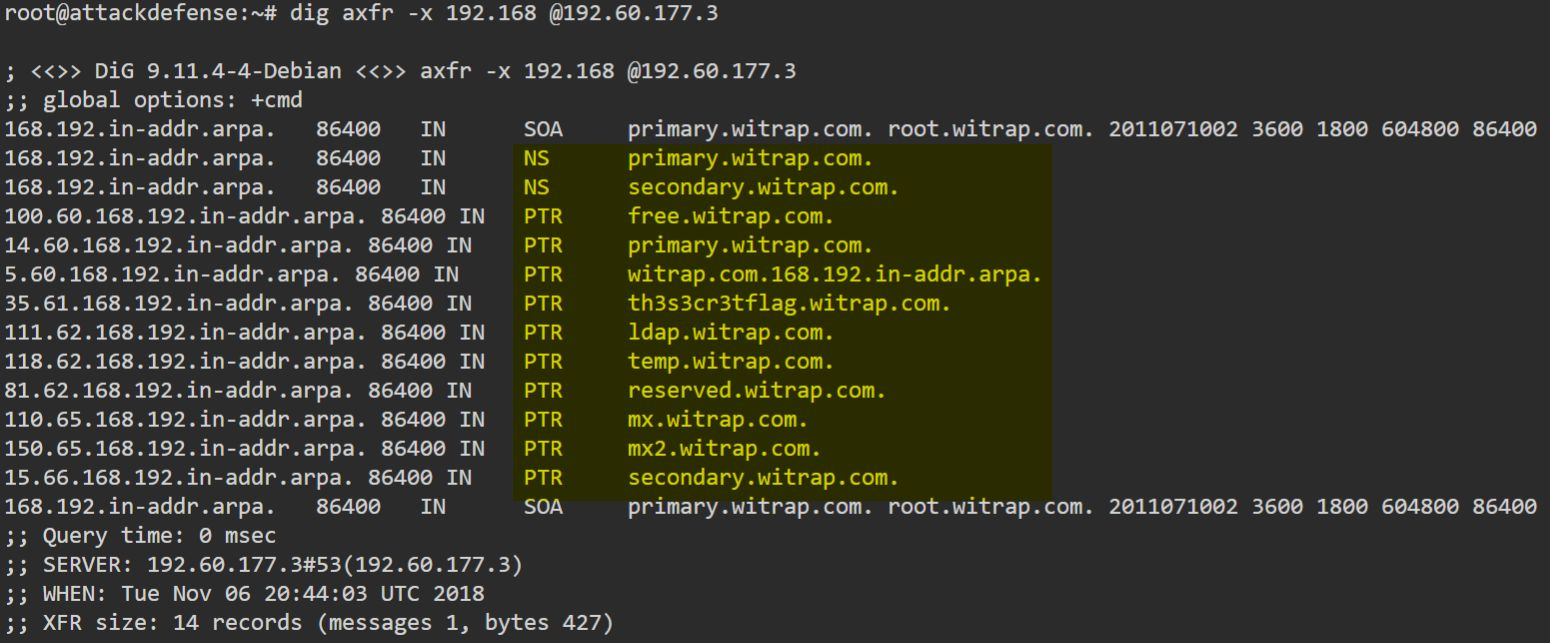 root@attackdefense:~# dig axfr -x 192.168 @192.60.177.3
; <<>> DiG 9.11.4-4-Debian <<>> axfr -x 192.168 @192.60.177.3
;; global options: +cmd
168.192.in-addr.arpa. 86400 IN SOA primary.witrap.com. root.witrap.com. 2011071002 3600 1800 604800 86400
168.192.in-addr.arpa. 86400 IN NS primary.witrap.com.
168.192.in-addr.arpa. 86400 IN NS secondary.witrap.com.
100.60.168.192.in-addr.arpa. 86400 IN PTR free.witrap.com.
14.60.168.192.in-addr.arpa. 86400 IN PTR primary.witrap.com.
5.60.168.192.in-addr.arpa. 86400 IN PTR witrap.com.168.192.in-addr.arpa.
35.61.168.192.in-addr.arpa. 86400 IN PTR th3s3cr3tflag.witrap.com.
111.62.168.192.in-addr.arpa. 86400 IN PTR ldap.witrap.com.
118.62.168.192.in-addr.arpa. 86400 IN PTR temp.witrap.com.
81.62.168.192.in-addr.arpa. 86400 IN PTR reserved.witrap.com.
110.65.168.192.in-addr.arpa. 86400 IN PTR mx.witrap.com.
150.65.168.192.in-addr.arpa. 86400 IN PTR mx2.witrap.com.
15.66.168.192.in-addr.arpa. 86400 IN PTR secondary.witrap.com.
168.192.in-addr.arpa. 86400 IN SOA primary.witrap.com. root.witrap.com. 2011071002 3600 1800 604800 86400
;; Query time: 0 msec
;; SERVER: 192.60.177.3#53(192.60.177.3)
;; WHEN: Tue Nov 06 20:44:03 UTC 2018
;; XFR size: 14 records (messages 1, bytes 427)